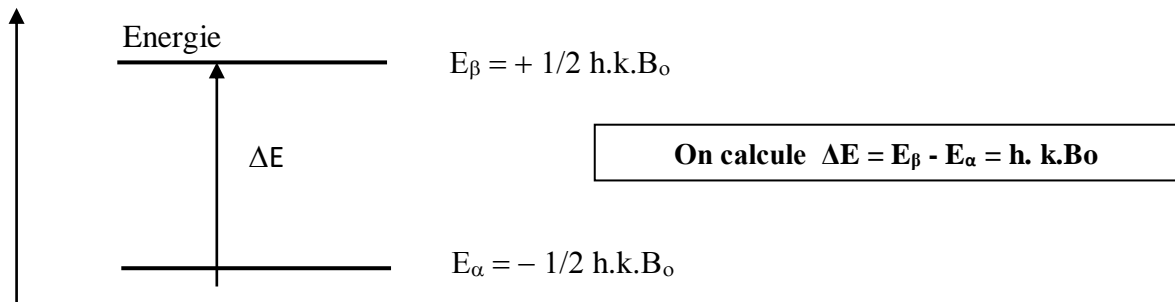 Energie
E_β = + 1/2 h.k.B_o
ΔE
On calcule ΔE = E_β - E_α = h. k.Bo
E_α = − 1/2 h.k.B_o